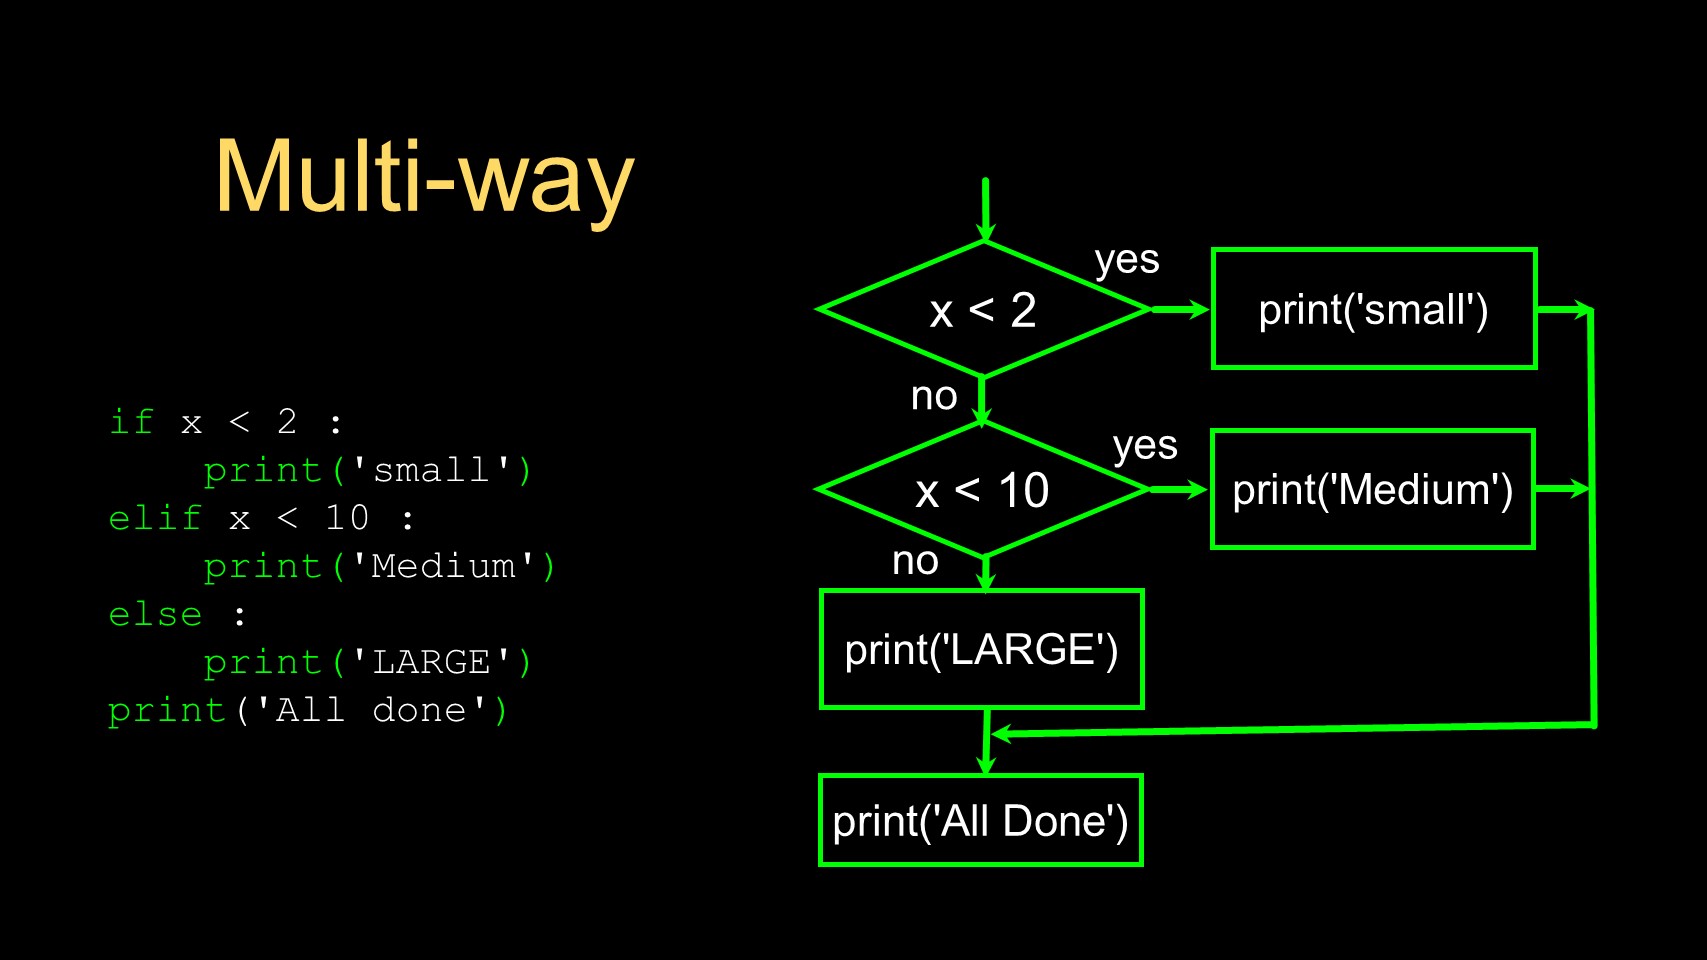 Multi-way
if x < 2 :
    print('small')
elif x < 10 :
    print('Medium')
else :
    print('LARGE')
print('All done')
yes
x < 2
print('small')
no
yes
x < 10
print('Medium')
no
print('LARGE')
print('All Done')